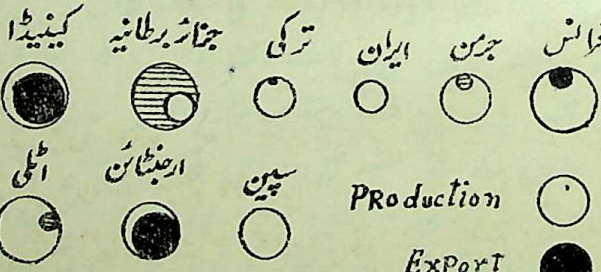 فرانس جرمن ایران ترکی جزائر برطانیہ کینیڈا
سپین ارجنٹائن اٹلی
PRoduction
ExPort